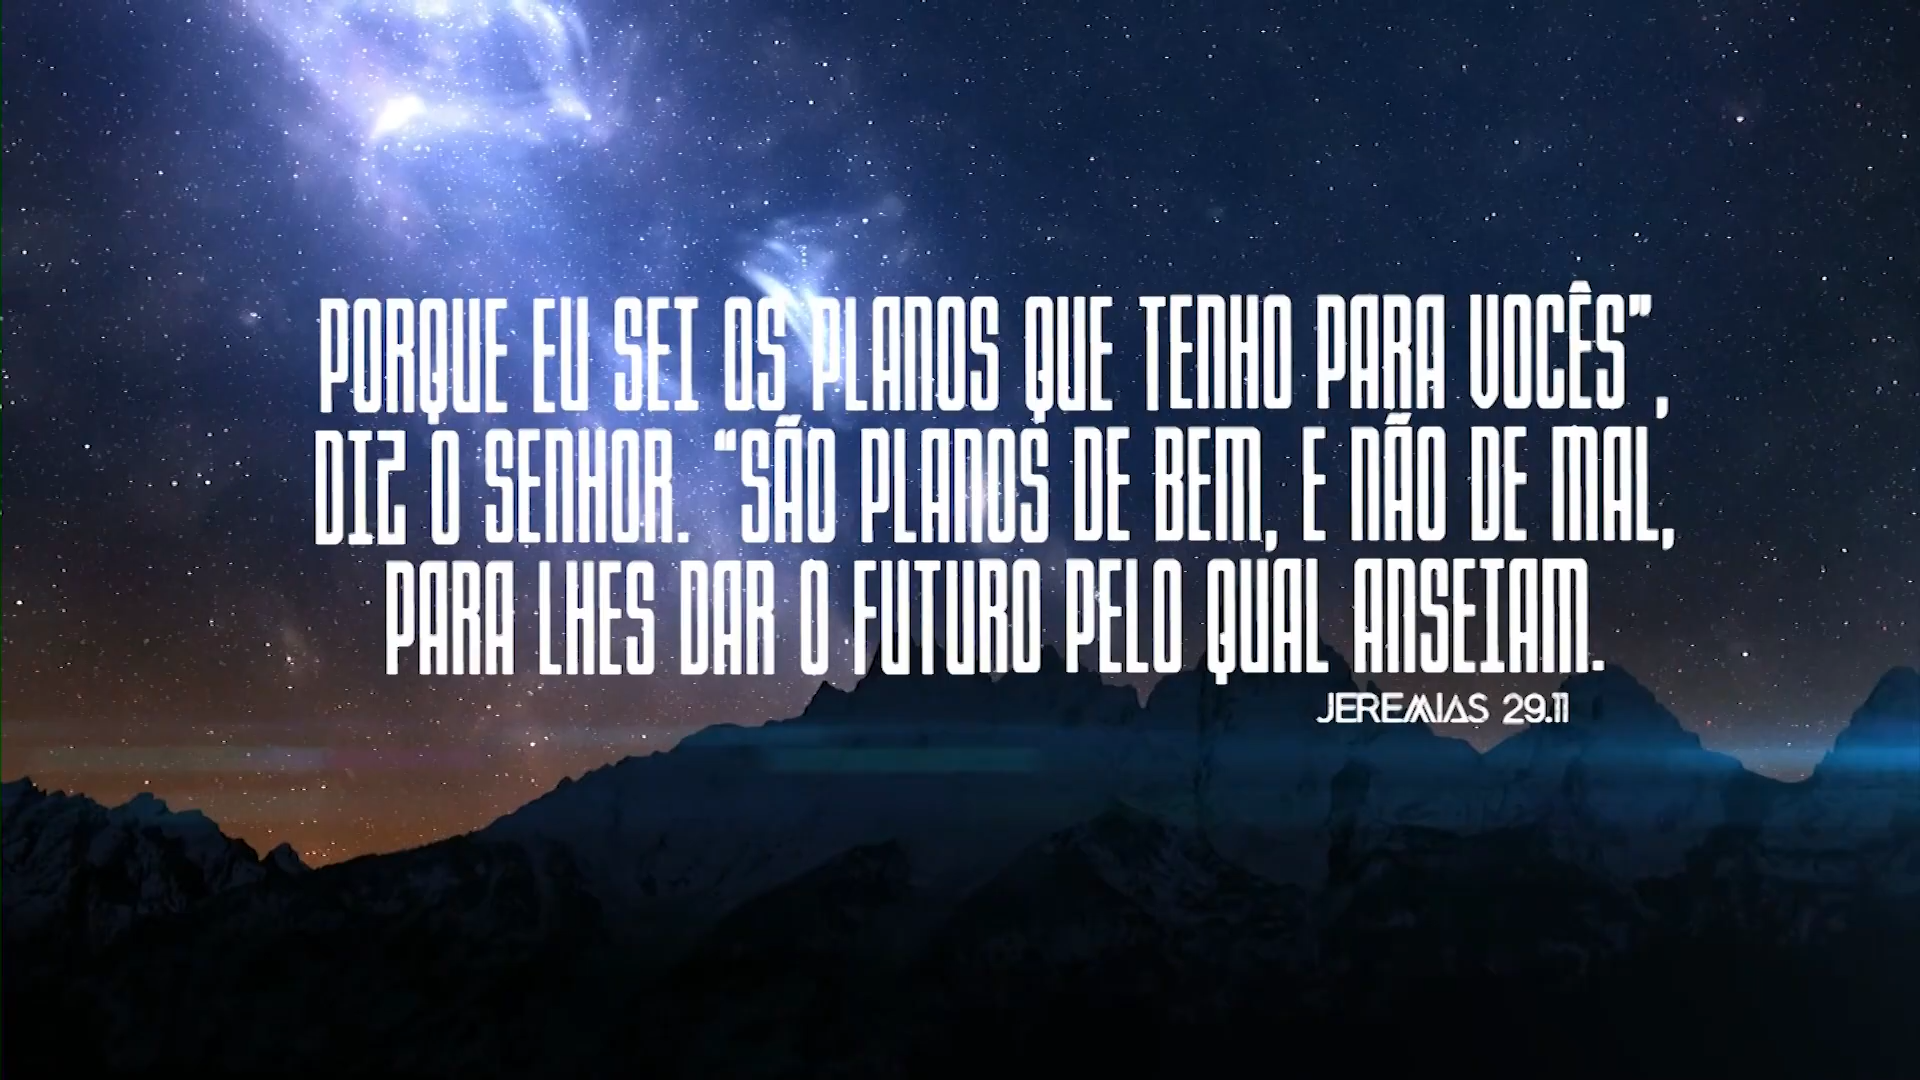 PORQUE EU SEI OS PLANOS QUE TENHO PARA VOCÊS”,
DIZ O SENHOR. “SÃO PLANOS DE BEM, E NÃO DE MAL,
PARA LHES DAR O FUTURO PELO QUAL ANSEIAM.
JEREMIAS 29.11